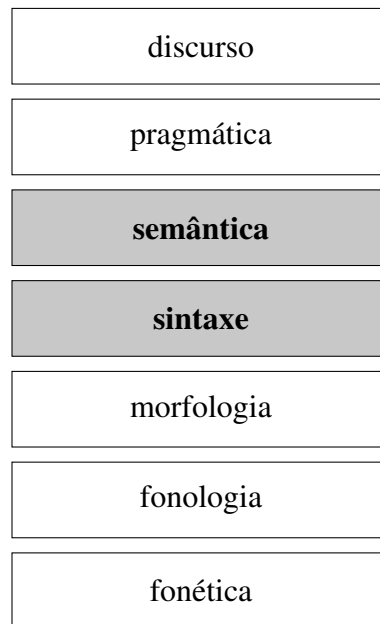 discurso
pragmática
semântica
sintaxe
morfologia
fonologia
fonética